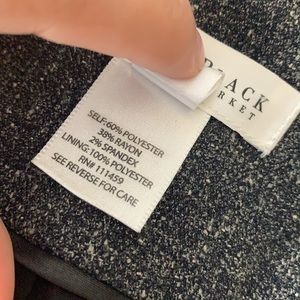 BLACK
MARKET
SELF:60% POLYESTER
38% RAYON
2% SPANDEX
LINING:100% POLYESTER
RN# 111459
SEE REVERSE FOR CARE